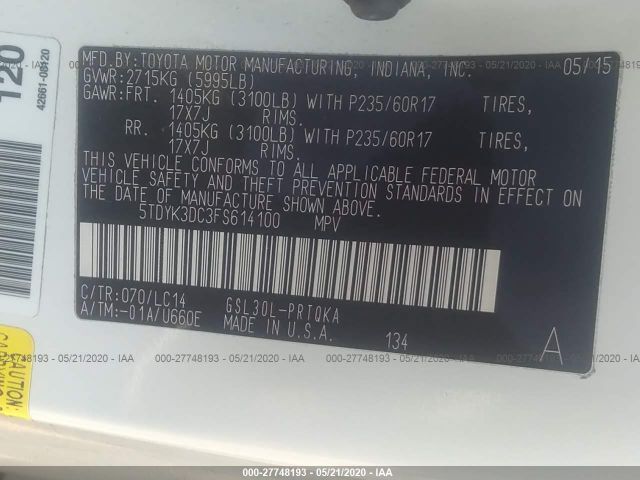 120
42661-08120
MFD.BY: TOYOTA MOTOR MANUFACTURING, INDIANA, INC. 05/15
GVWR: 2715KG (5995LB)
GAWR: FRT. 1405KG (3100LB) WITH P235/60R17 TIRES,
17X7J RIMS.
RR. 1405KG (3100LB) WITH P235/60R17 TIRES,
17X7J RIMS.
THIS VEHICLE CONFORMS TO ALL APPLICABLE FEDERAL MOTOR
VEHICLE SAFETY AND THEFT PREVENTION STANDARDS IN EFFECT ON
THE DATE OF MANUFACTURE SHOWN ABOVE.
5TDYK3DC3FS614100 MPV
C/TR: 070/LC14 GSL30L-PRTQKA
A/TM:-01A/U660E MADE IN U.S.A. 134 A
CAUTION:
000-27748193 - 05/21/2020 - IAA